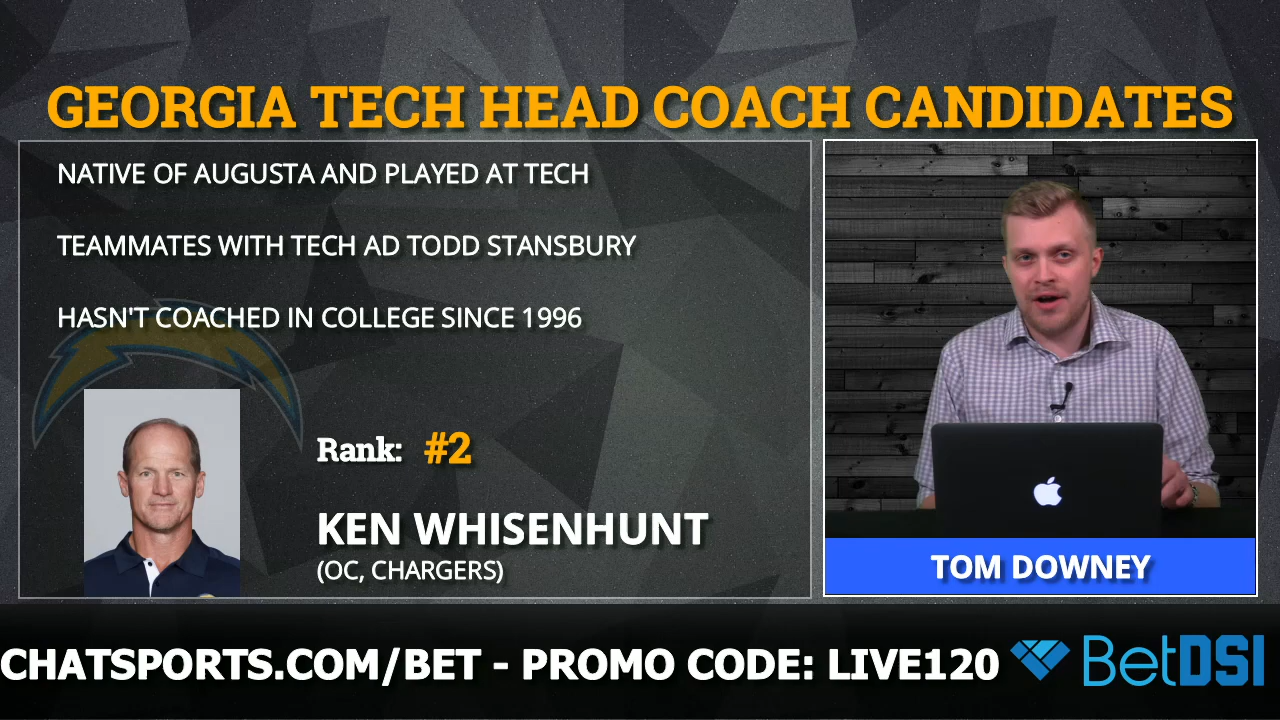 GEORGIA TECH HEAD COACH CANDIDATES
NATIVE OF AUGUSTA AND PLAYED AT TECH
TEAMMATES WITH TECH AD TODD STANSBURY
HASN'T COACHED IN COLLEGE SINCE 1996
Rank: #2
KEN WHISENHUNT
(OC, CHARGERS)
TOM DOWNEY
CHATSPORTS.COM/BET - PROMO CODE: LIVE120 BetDSI